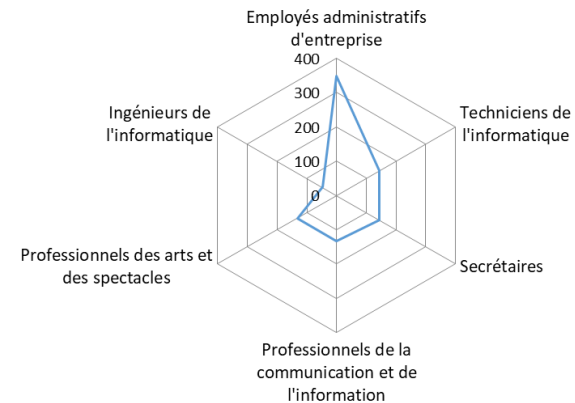 Employés administratifs
d'entreprise
400
300
200
100
0
Techniciens de
l'informatique
Secrétaires
Professionnels de la
communication et de
l'information
Professionnels des arts et
des spectacles
Ingénieurs de
l'informatique